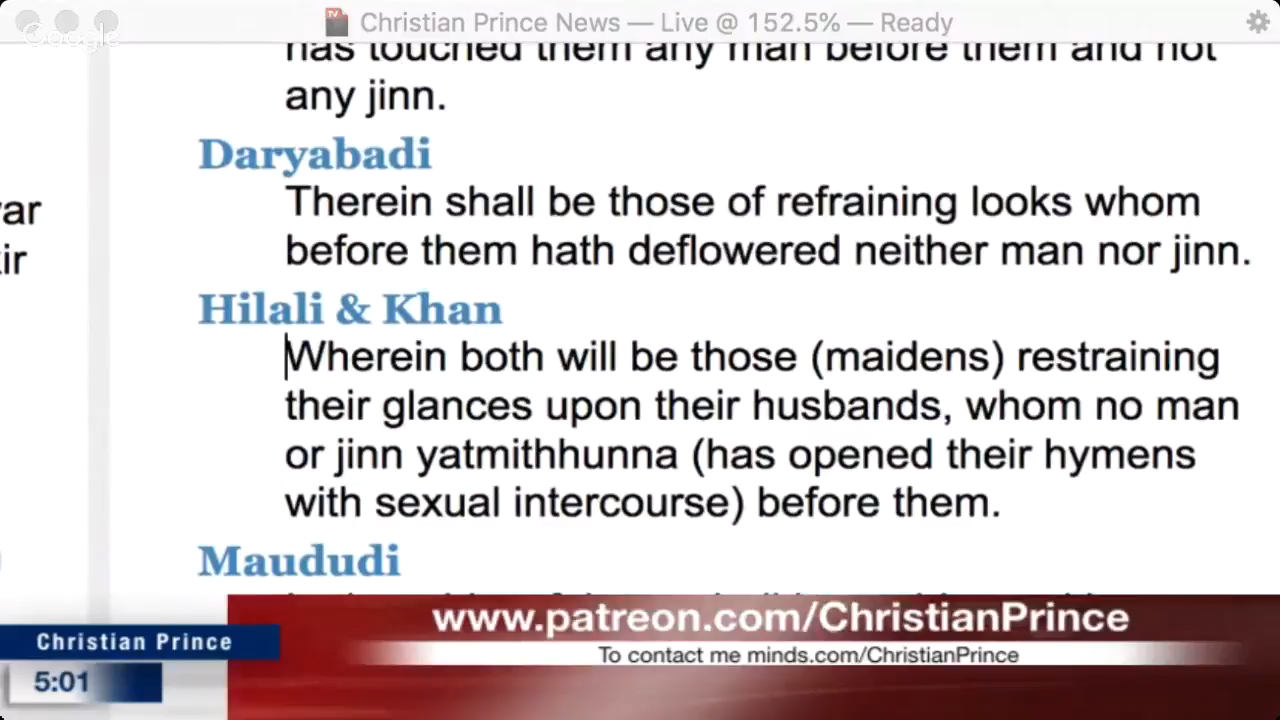 Christian Prince News — Live @ 152.5% — Ready
Google
has touched them any man before them and not
any jinn.
Daryabadi
Therein shall be those of refraining looks whom
before them hath deflowered neither man nor jinn.
Hilali & Khan
Wherein both will be those (maidens) restraining
their glances upon their husbands, whom no man
or jinn yatmithhunna (has opened their hymens
with sexual intercourse) before them.
Maududi
www.patreon.com/ChristianPrince
To contact me minds.com/ChristianPrince
Christian Prince
5:01